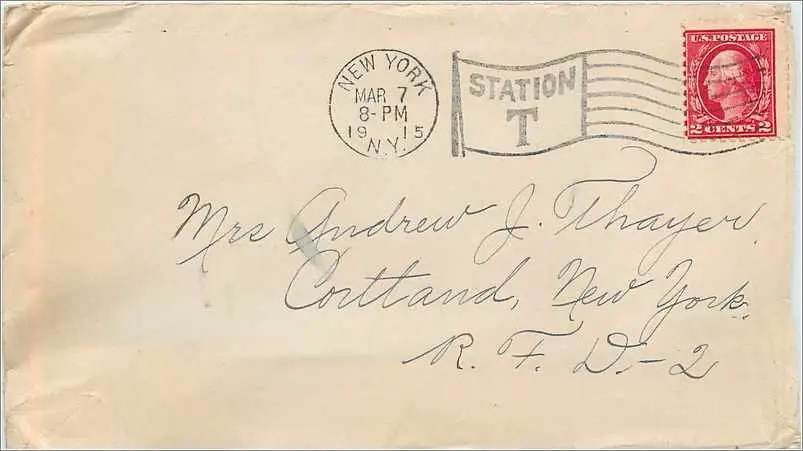 NEW YORK
MAR 7
8-PM
19 15
N.Y.
STATION
T
U.S. POSTAGE
2 CENTS 2
Mrs Andrew J. Thayer
Cortland, New York.
R. F. D.-2